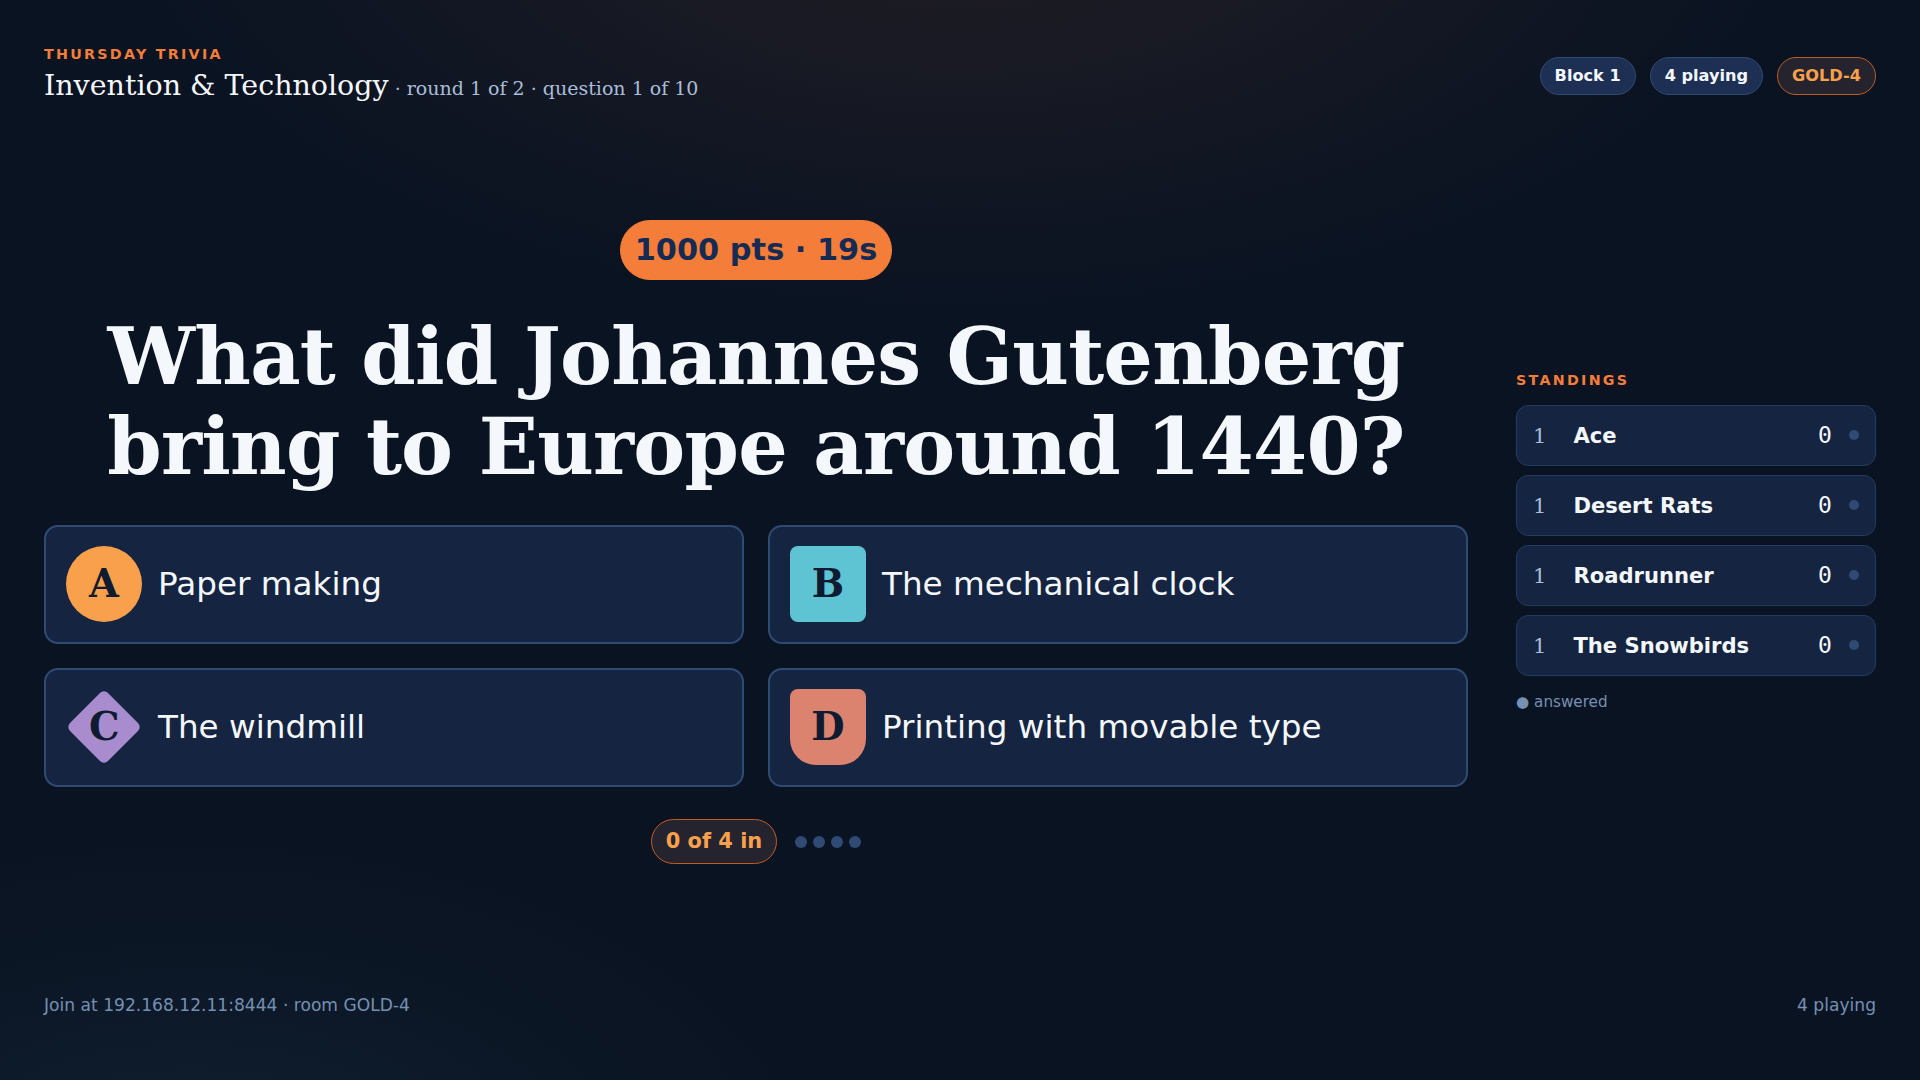 THURSDAY TRIVIA
Invention & Technology · round 1 of 2 · question 1 of 10
Block 1
4 playing
GOLD-4
1000 pts · 19s
What did Johannes Gutenberg
bring to Europe around 1440?
A Paper making
B The mechanical clock
C The windmill
D Printing with movable type
0 of 4 in
STANDINGS
1 Ace 0
1 Desert Rats 0
1 Roadrunner 0
1 The Snowbirds 0
answered
Join at 192.168.12.11:8444 · room GOLD-4
4 playing